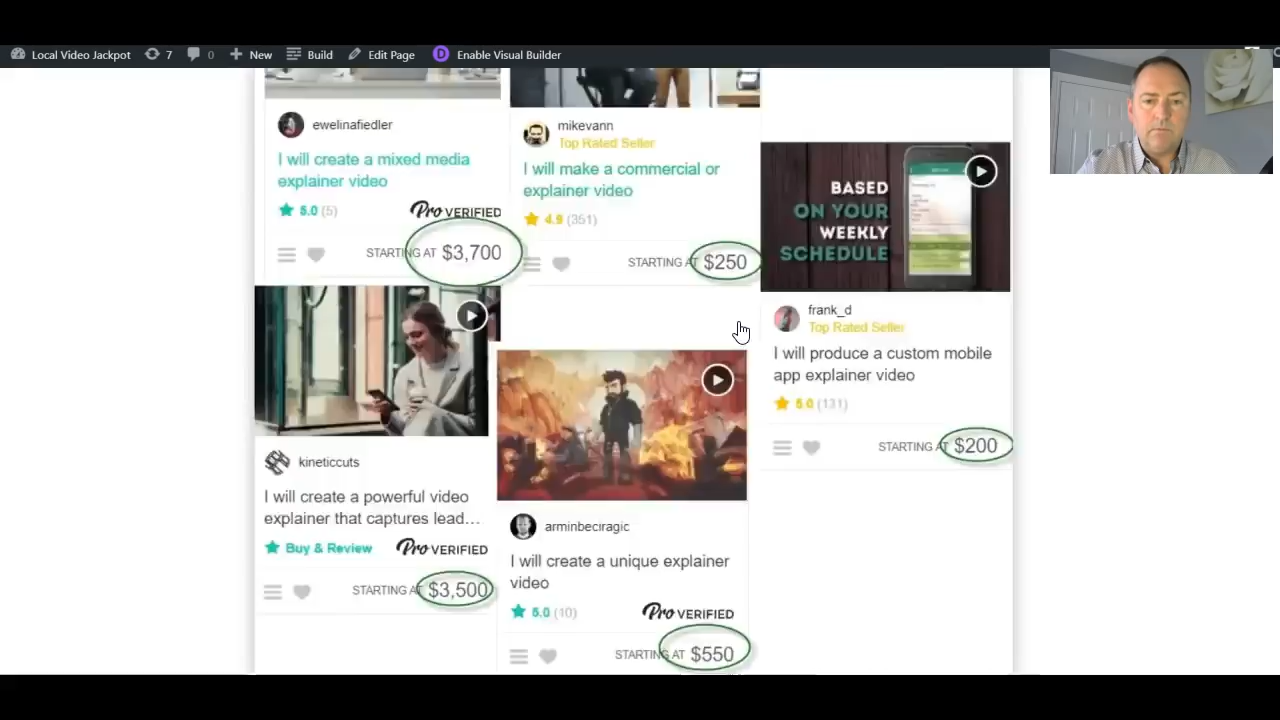 Local Video Jackpot 7 0 New Build Edit Page D Enable Visual Builder
ewelinafiedler
I will create a mixed media
explainer video
5.0 (5)
Pro VERIFIED
STARTING AT $3,700
mikevann
Top Rated Seller
I will make a commercial or
explainer video
4.9 (351)
STARTING AT $250
BASED
ON YOUR
WEEKLY
SCHEDULE
frank_d
Top Rated Seller
I will produce a custom mobile
app explainer video
5.0 (131)
STARTING AT $200
kineticcuts
I will create a powerful video
explainer that captures lead...
Buy & Review
Pro VERIFIED
STARTING AT $3,500
arminbeciragic
I will create a unique explainer
video
5.0 (10)
Pro VERIFIED
STARTING AT $550